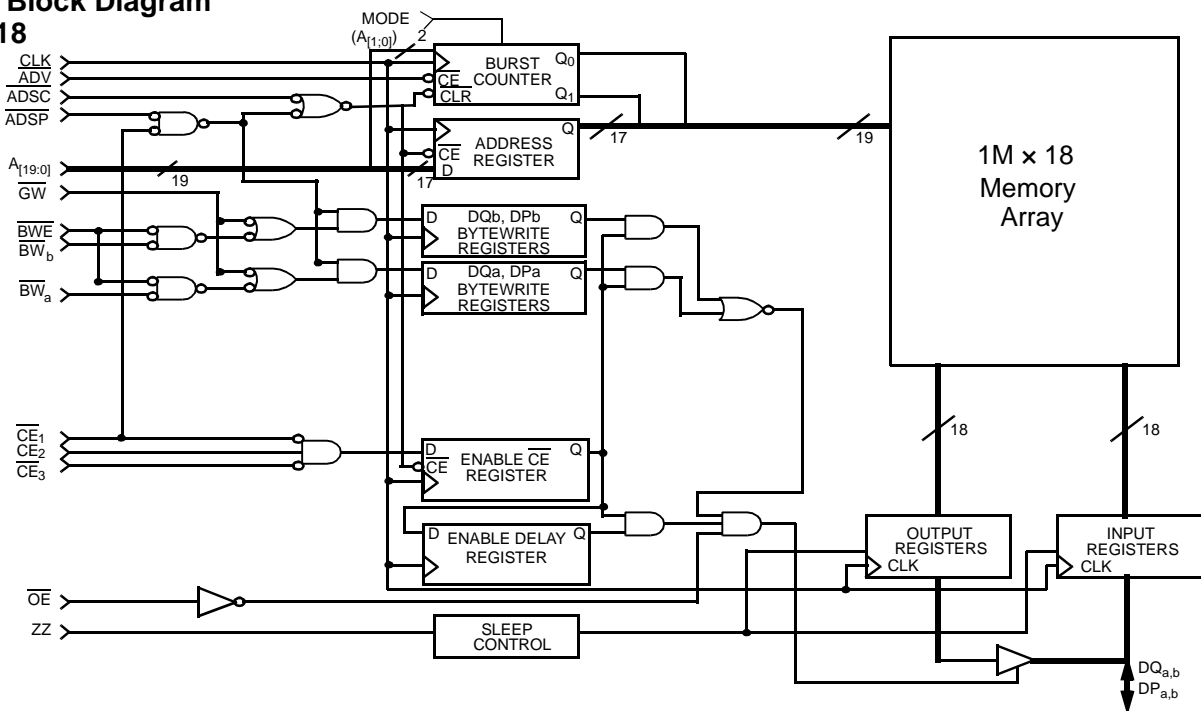 Block Diagram
18
MODE
(A[1;0])
2
CLK
ADV
ADSC
ADSP
A[19:0]
19
GW
BWE
BWb
BWa
CE1
CE2
CE3
OE
ZZ
BURST
COUNTER
CE
CLR
Q0
Q1
ADDRESS
REGISTER
CE
D
Q
17
17
19
D
DQb, DPb
BYTEWRITE
REGISTERS
Q
D
DQa, DPa
BYTEWRITE
REGISTERS
Q
D
CE
ENABLE CE
REGISTER
Q
D
ENABLE DELAY
REGISTER
Q
SLEEP
CONTROL
1M × 18
Memory
Array
18
18
OUTPUT
REGISTERS
CLK
INPUT
REGISTERS
CLK
DQa,b
DPa,b